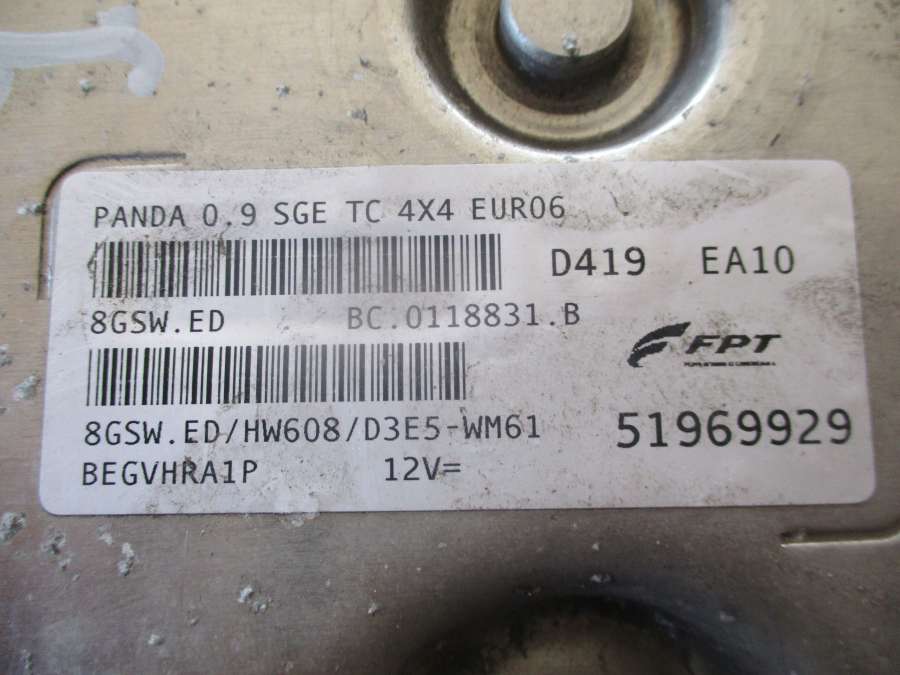 PANDA 0.9 SGE TC 4X4 EURO6
D419 EA10
8GSW.ED BC.0118831.B
FPT
8GSW.ED/HW608/D3E5-WM61 51969929
BEGVHRA1P 12V=